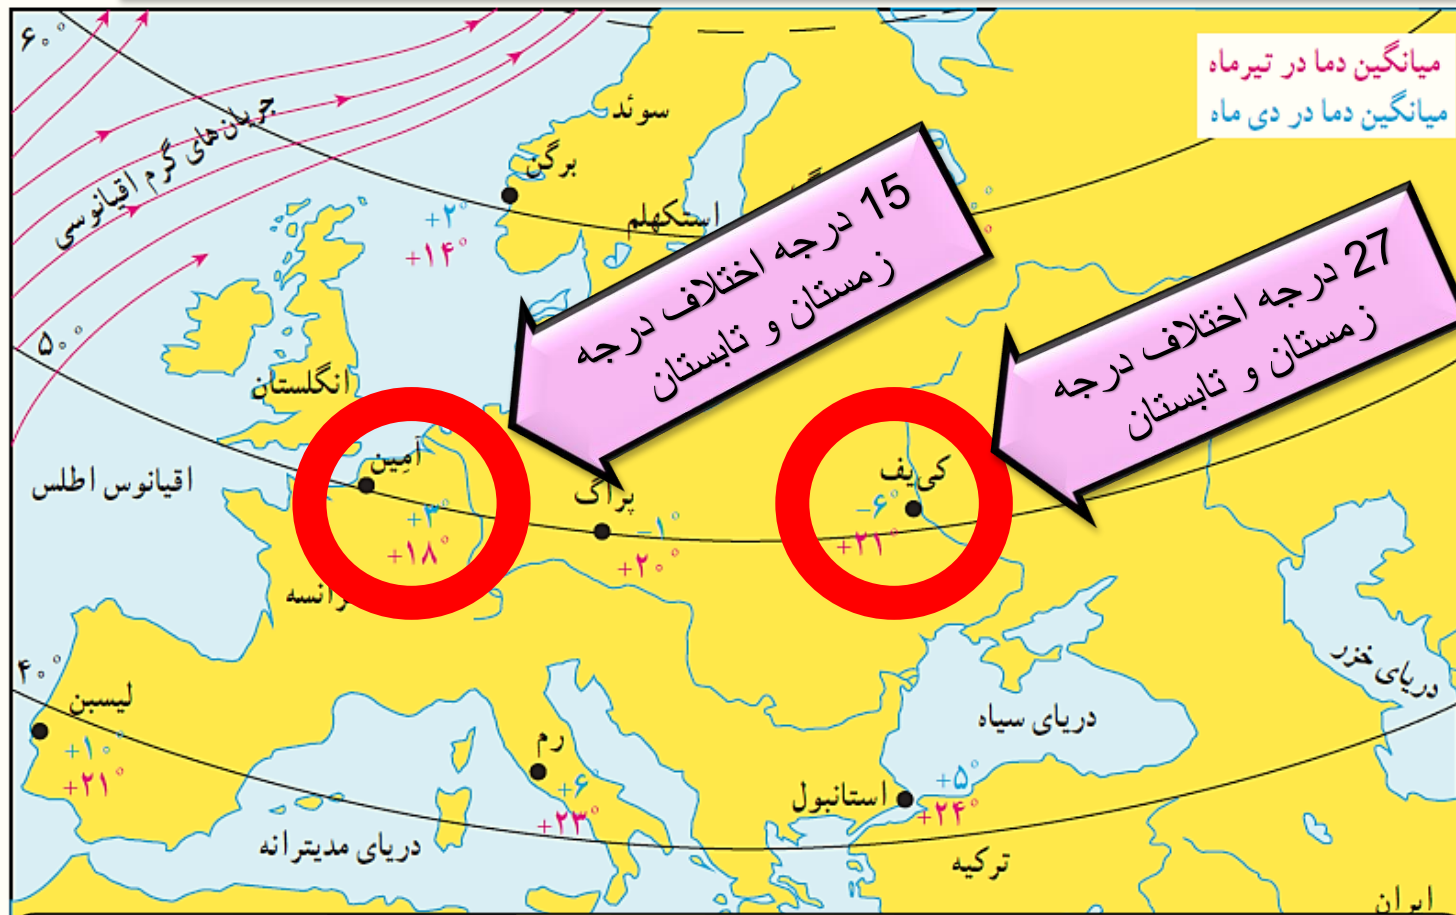 ۶۰°
میانگین دما در تیرماه
میانگین دما در دی ماه
سوئد
جریان‌های گرم اقیانوسی
برگن
+۲°
+۱۴°
استکهلم
15 درجه اختلاف درجه
زمستان و تابستان
27 درجه اختلاف درجه
زمستان و تابستان
۵۰°
انگلستان
آمین
+۳°
+۱۸°
اقیانوس اطلس
پراگ
-۱°
+۲۰°
کی‌یف
-۶°
+۲۱°
فرانسه
۴۰°
لیسبن
+۱۰°
+۲۱°
رم
+۶°
+۲۳°
دریای سیاه
دریای خزر
استانبول
+۵°
+۲۴°
دریای مدیترانه
ترکیه
ایران